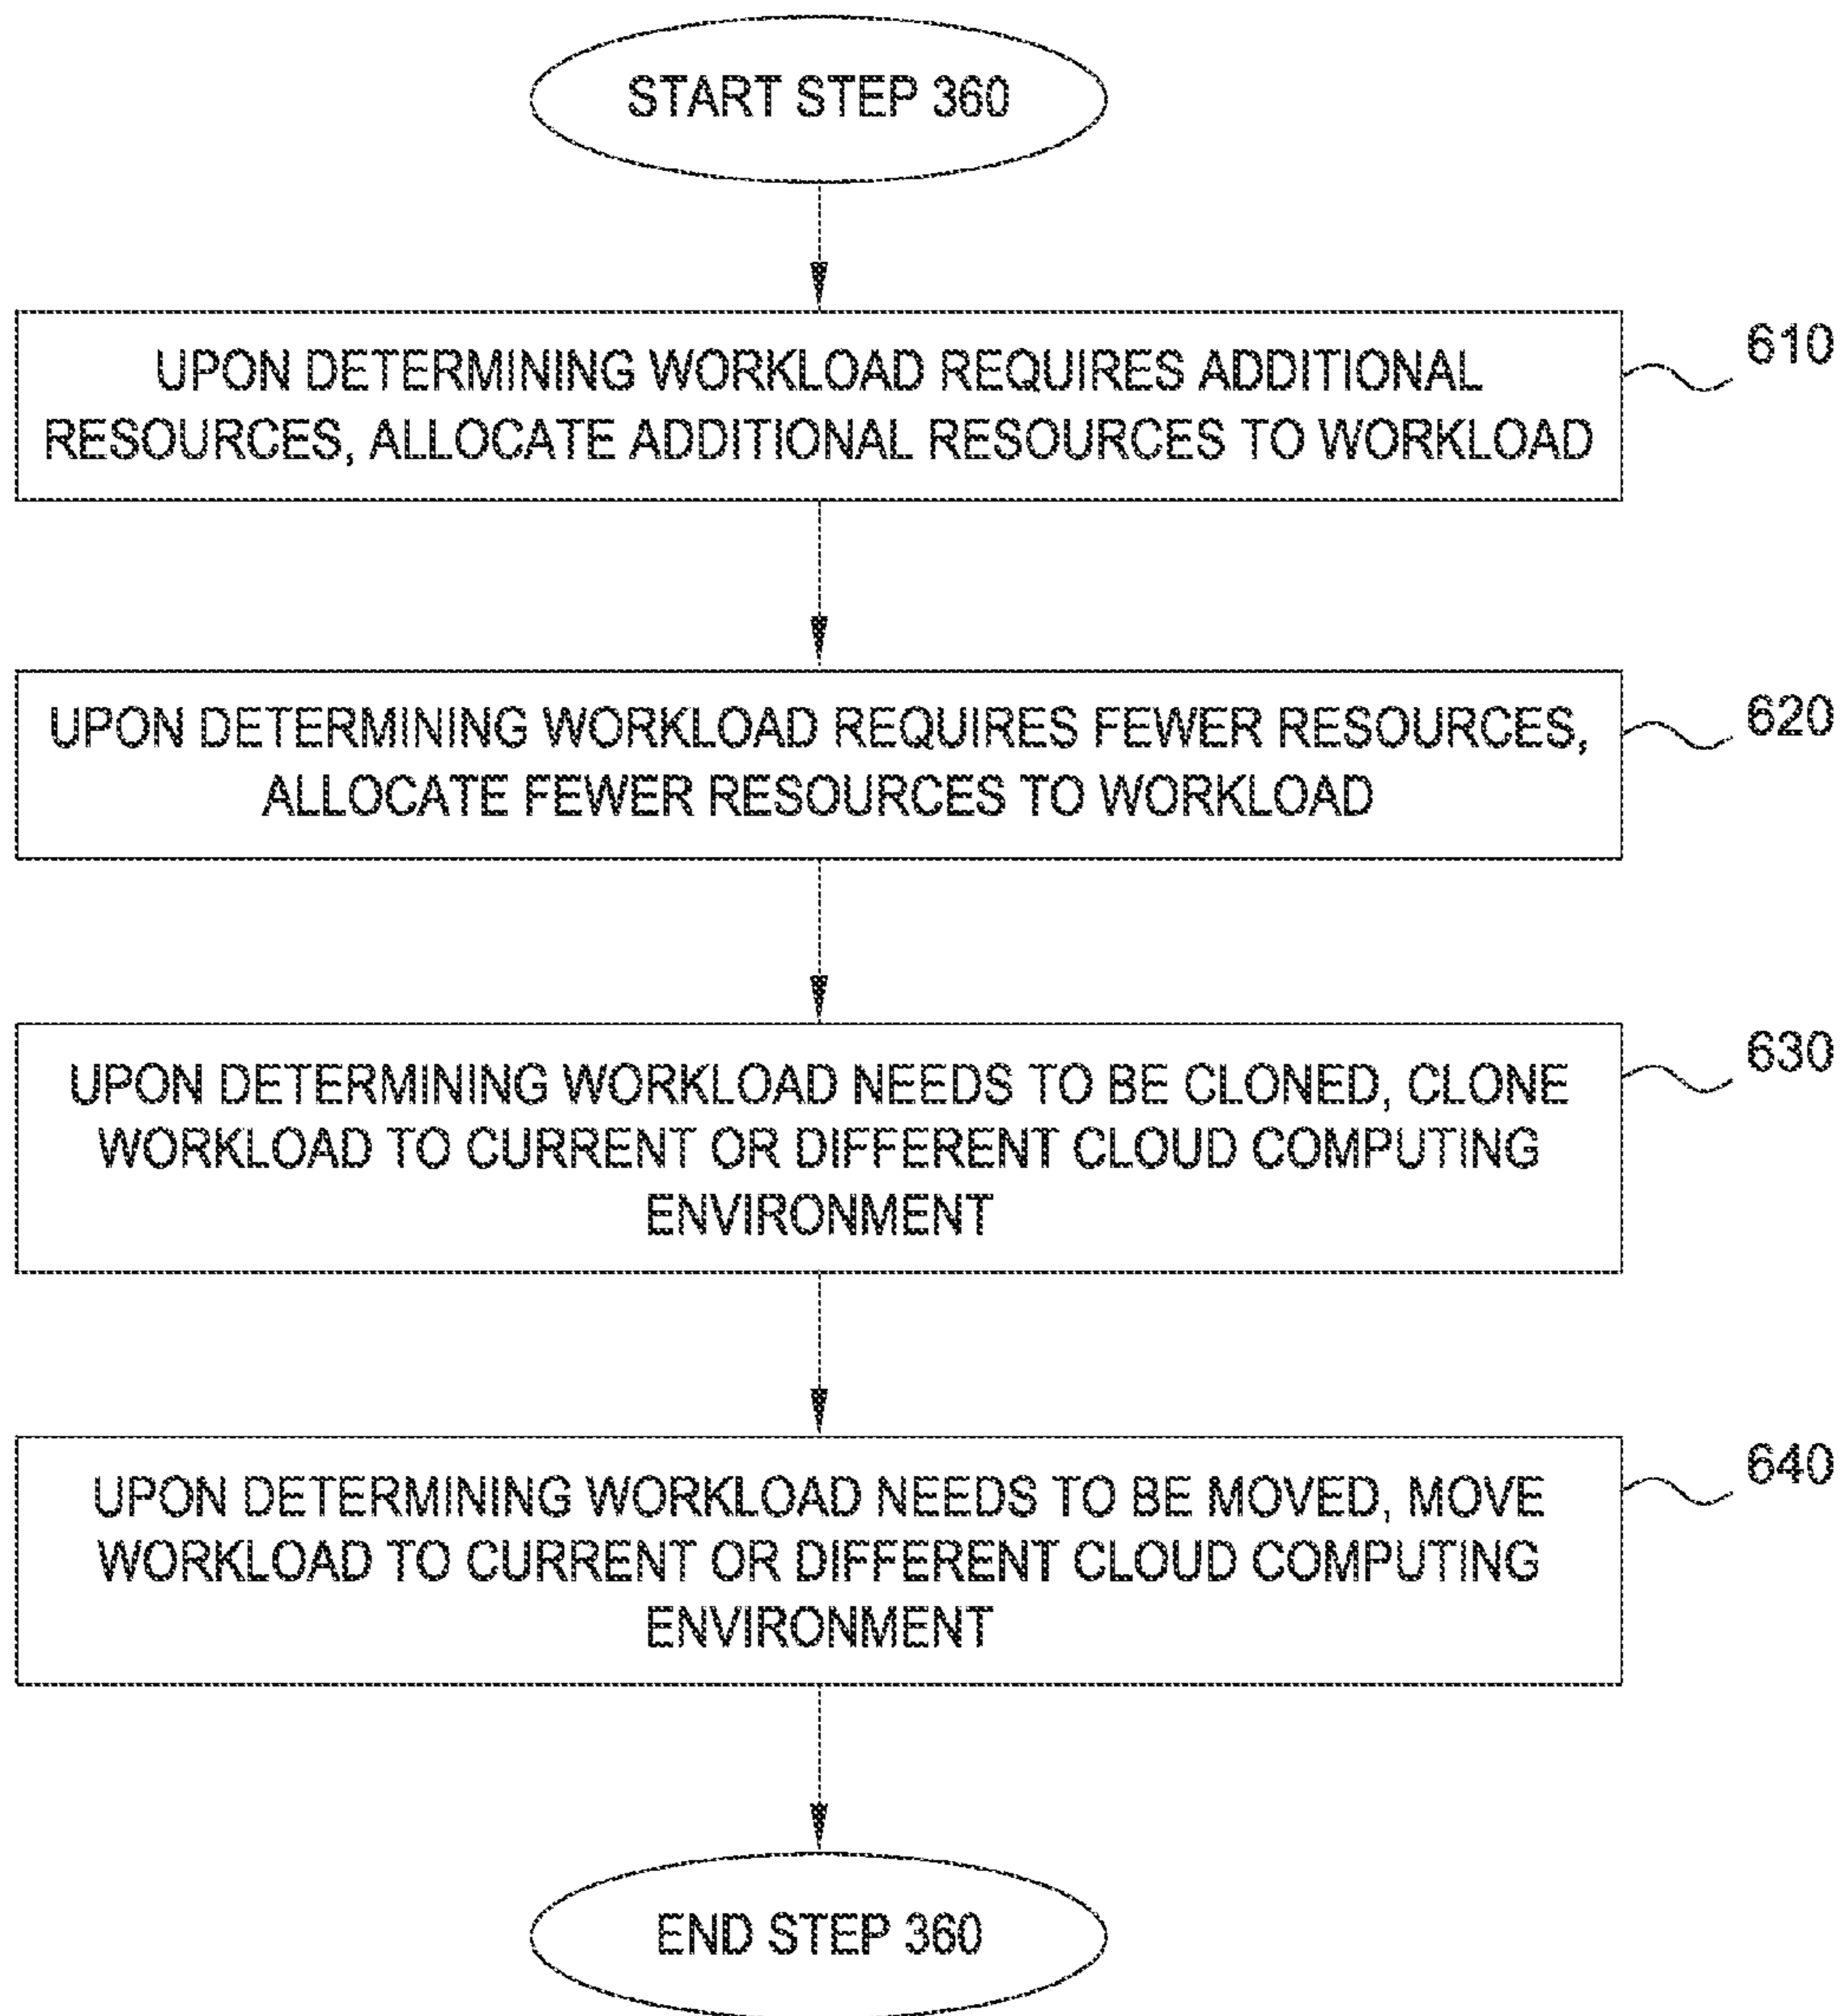 START STEP 360
UPON DETERMINING WORKLOAD REQUIRES ADDITIONAL
RESOURCES, ALLOCATE ADDITIONAL RESOURCES TO WORKLOAD
610
UPON DETERMINING WORKLOAD REQUIRES FEWER RESOURCES,
ALLOCATE FEWER RESOURCES TO WORKLOAD
620
UPON DETERMINING WORKLOAD NEEDS TO BE CLONED, CLONE
WORKLOAD TO CURRENT OR DIFFERENT CLOUD COMPUTING
ENVIRONMENT
630
UPON DETERMINING WORKLOAD NEEDS TO BE MOVED, MOVE
WORKLOAD TO CURRENT OR DIFFERENT CLOUD COMPUTING
ENVIRONMENT
640
END STEP 360